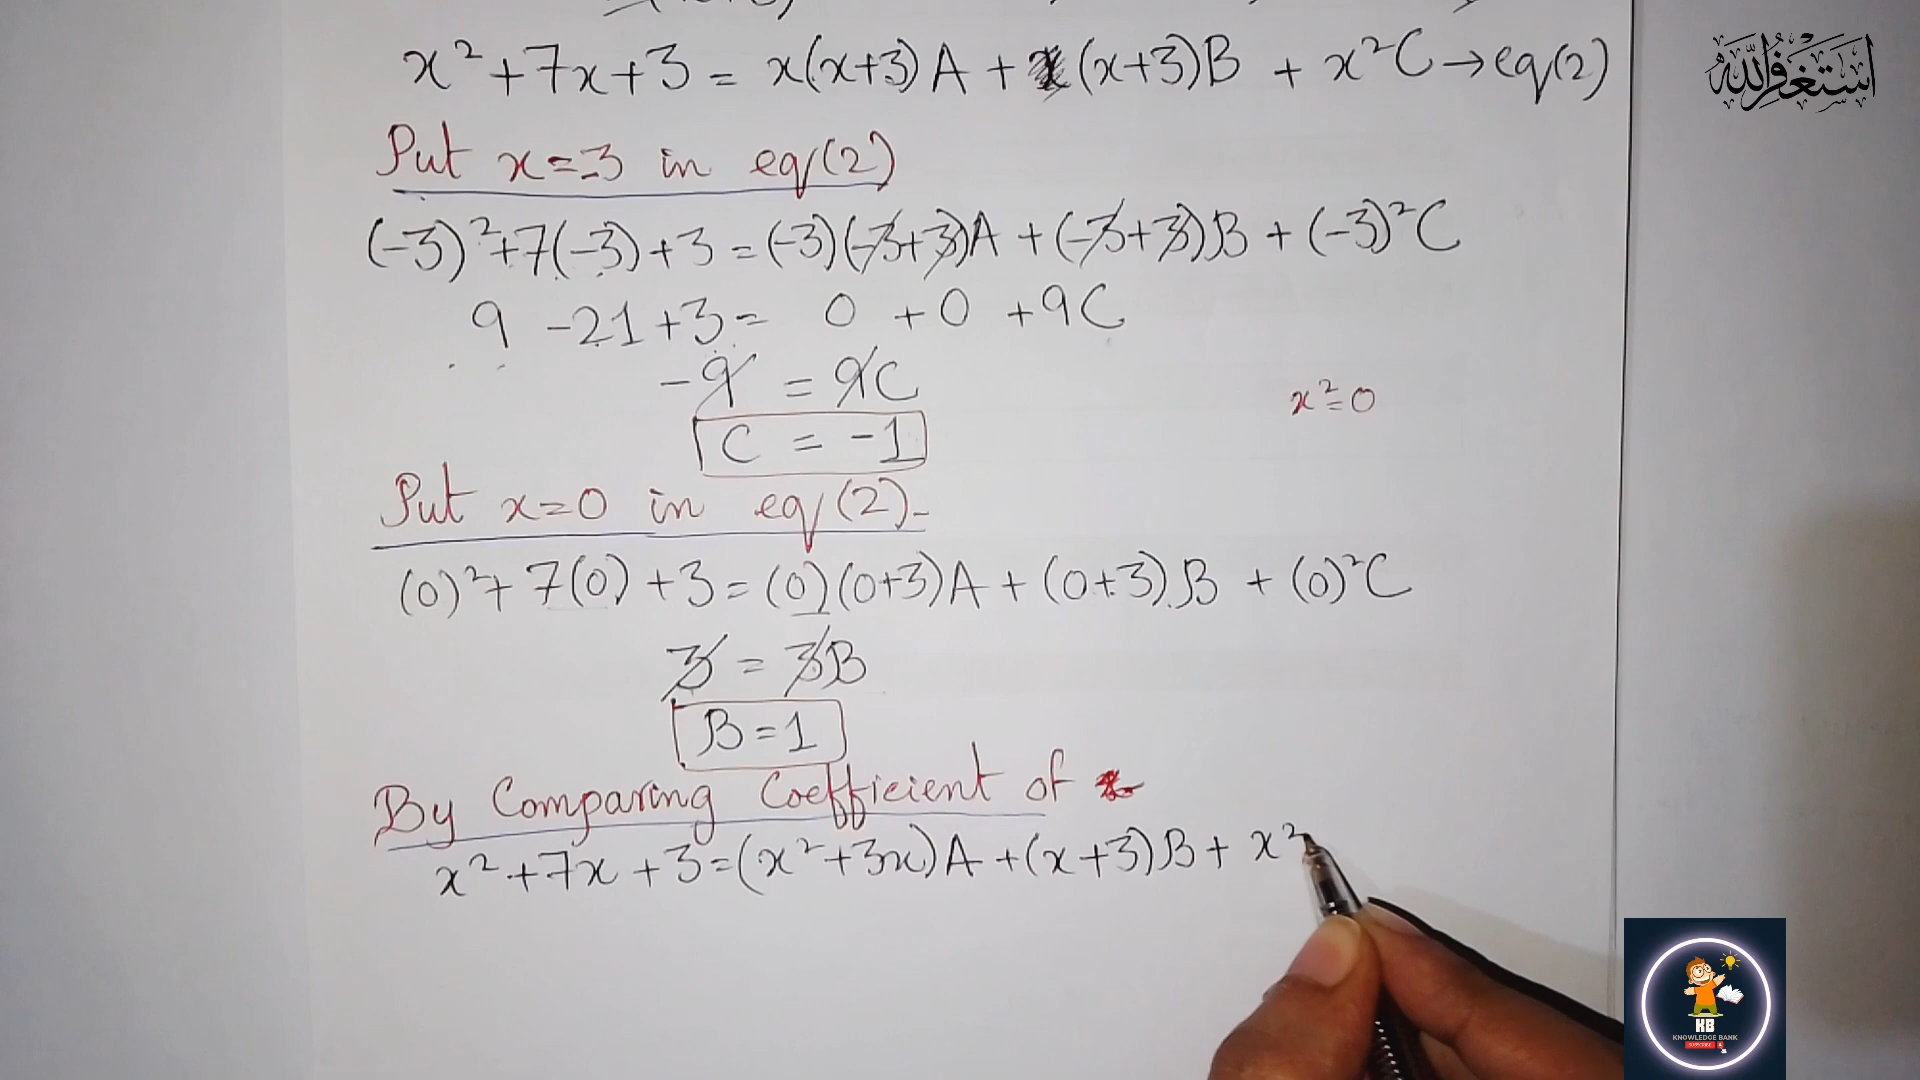 x² + 7x + 3 = x(x+3)A + (x+3)B + x²C → eq(2)
أستغفر الله
Put x = -3 in eq(2)
(-3)² + 7(-3) + 3 = (-3)(-3+3)A + (-3+3)B + (-3)²C
9 - 21 + 3 = 0 + 0 + 9C
-9 = 9C
x² = 0
C = -1
Put x = 0 in eq(2)-
(0)² + 7(0) + 3 = (0)(0+3)A + (0+3)B + (0)²C
3 = 3B
B = 1
By Comparing Coefficient of
x² + 7x + 3 = (x² + 3x)A + (x+3)B + x²
KB
KNOWLEDGE BANK
SUBSCRIBE